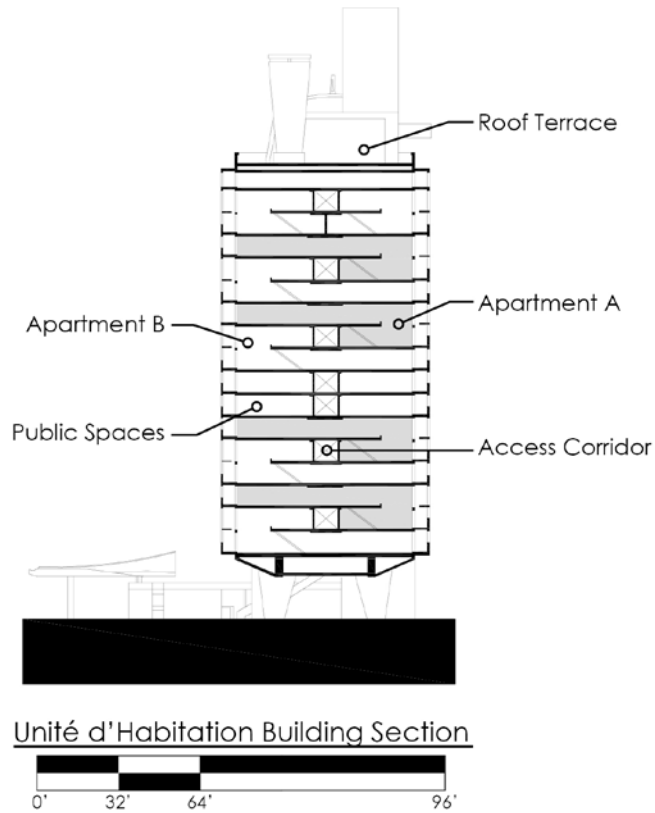 Roof Terrace
Apartment A
Apartment B
Public Spaces
Access Corridor
Unité d'Habitation Building Section
0' 32' 64' 96'